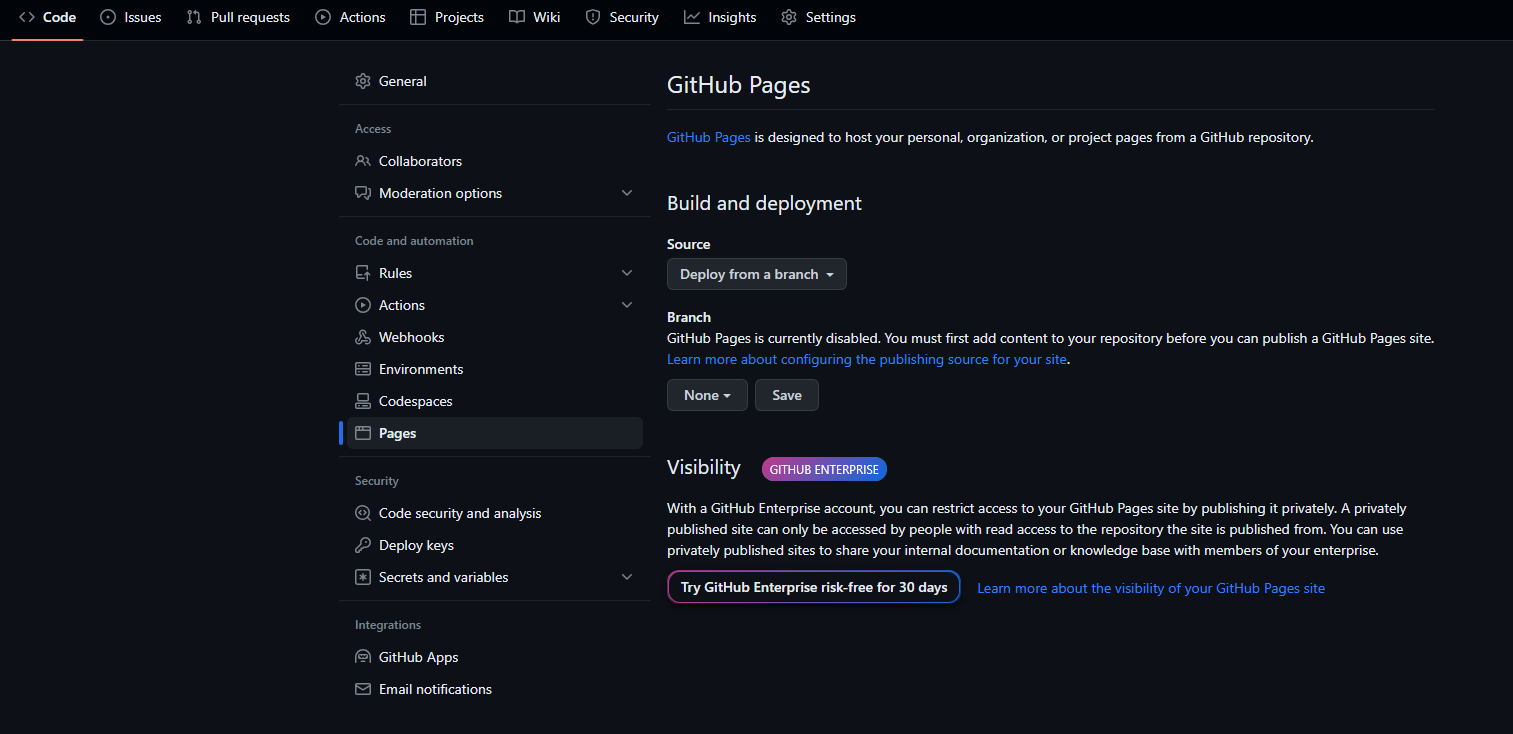 Code
Issues
Pull requests
Actions
Projects
Wiki
Security
Insights
Settings
General
Access
Collaborators
Moderation options
Code and automation
Rules
Actions
Webhooks
Environments
Codespaces
Pages
Security
Code security and analysis
Deploy keys
Secrets and variables
Integrations
GitHub Apps
Email notifications
GitHub Pages
GitHub Pages is designed to host your personal, organization, or project pages from a GitHub repository.
Build and deployment
Source
Deploy from a branch
Branch
GitHub Pages is currently disabled. You must first add content to your repository before you can publish a GitHub Pages site.
Learn more about configuring the publishing source for your site.
None
Save
Visibility
GITHUB ENTERPRISE
With a GitHub Enterprise account, you can restrict access to your GitHub Pages site by publishing it privately. A privately
published site can only be accessed by people with read access to the repository the site is published from. You can use
privately published sites to share your internal documentation or knowledge base with members of your enterprise.
Try GitHub Enterprise risk-free for 30 days
Learn more about the visibility of your GitHub Pages site